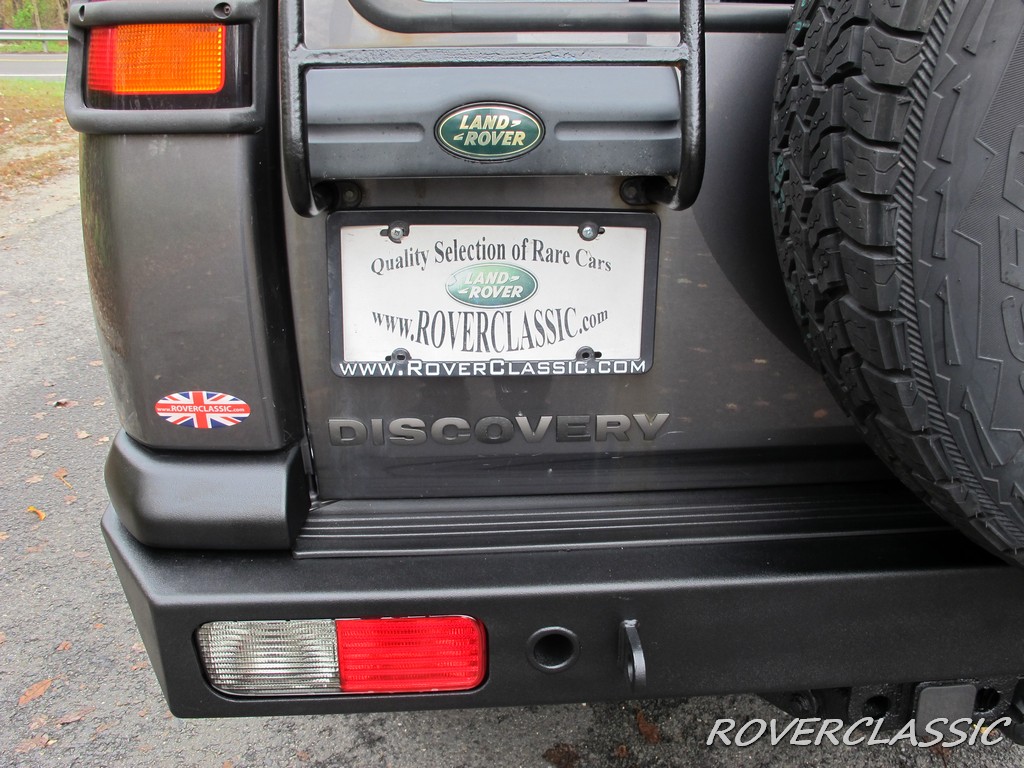 LAND-
-ROVER
Quality Selection of Rare Cars
LAND-
-ROVER
www.ROVERCLASSIC.com
www.RoverClassic.com
www.ROVERCLASSIC.com
DISCOVERY
ROVERCLASSIC